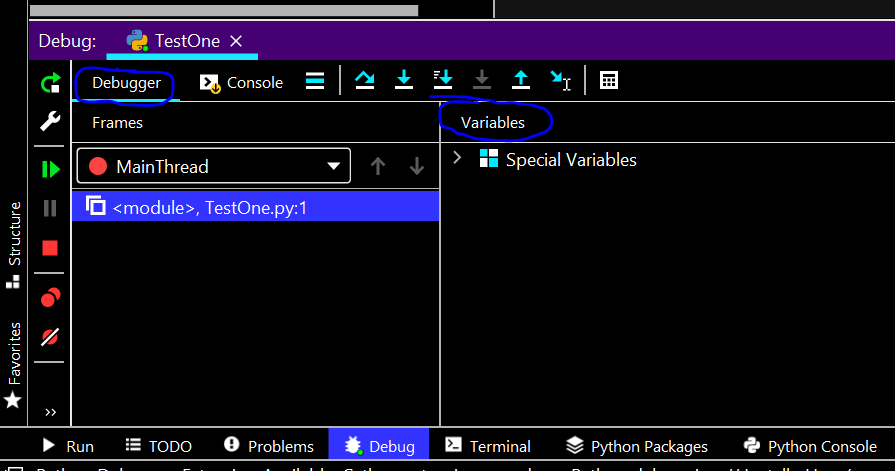 Debug: TestOne
Debugger Console
Frames Variables
MainThread Special Variables
<module>, TestOne.py:1
Structure
Favorites
Run TODO Problems Debug Terminal Python Packages Python Console